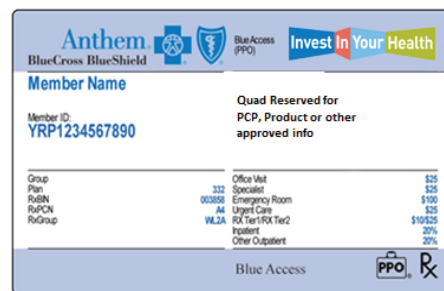 Anthem
BlueCross BlueShield
Blue Access
(PPO)
Invest In Your Health
Member Name
Member ID:
YRP1234567890
Quad Reserved for
PCP, Product or other
approved info
Group
Plan 332
RxBIN 003858
RxPCN A4
RxGroup WL2A
Office Visit $25
Specialist $25
Emergency Room $100
Urgent Care $25
RX Tier1/RX Tier2 $10/$25
Inpatient 20%
Other Outpatient 20%
Blue Access
PPO
Rx